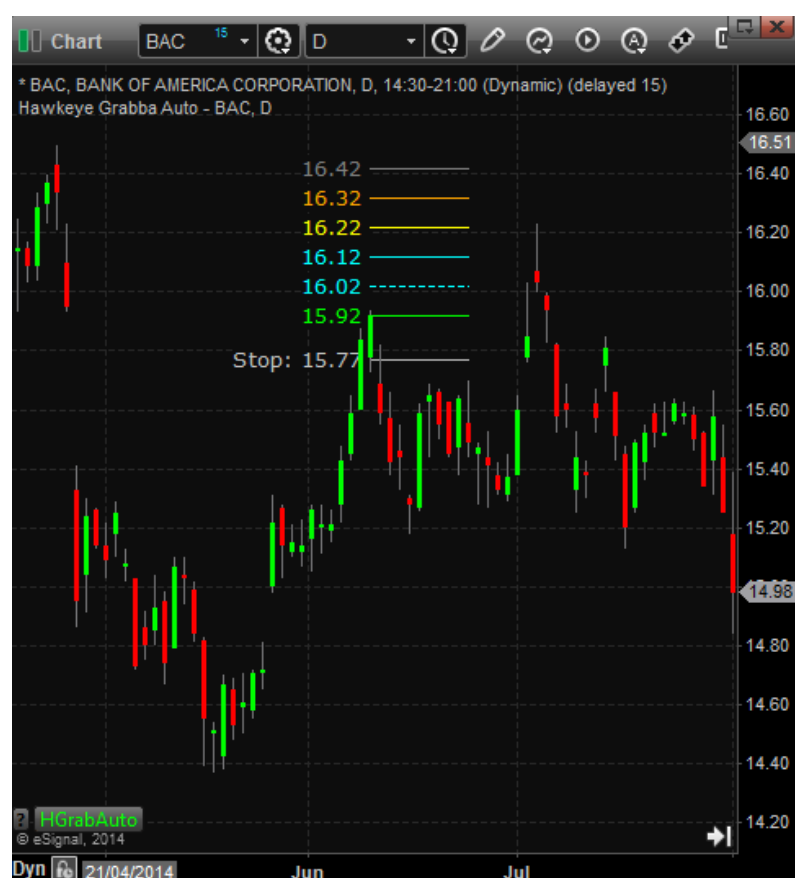 Chart BAC 15 D
* BAC, BANK OF AMERICA CORPORATION, D, 14:30-21:00 (Dynamic) (delayed 15)
Hawkeye Grabba Auto - BAC, D
16.60
16.51
16.42
16.40
16.32
16.22
16.20
16.12
16.02
16.00
15.92
15.80
Stop: 15.77
15.60
15.40
15.20
14.98
14.80
14.60
14.40
14.20
? HGrabAuto
© eSignal, 2014
Dyn 21/04/2014 Jun Jul